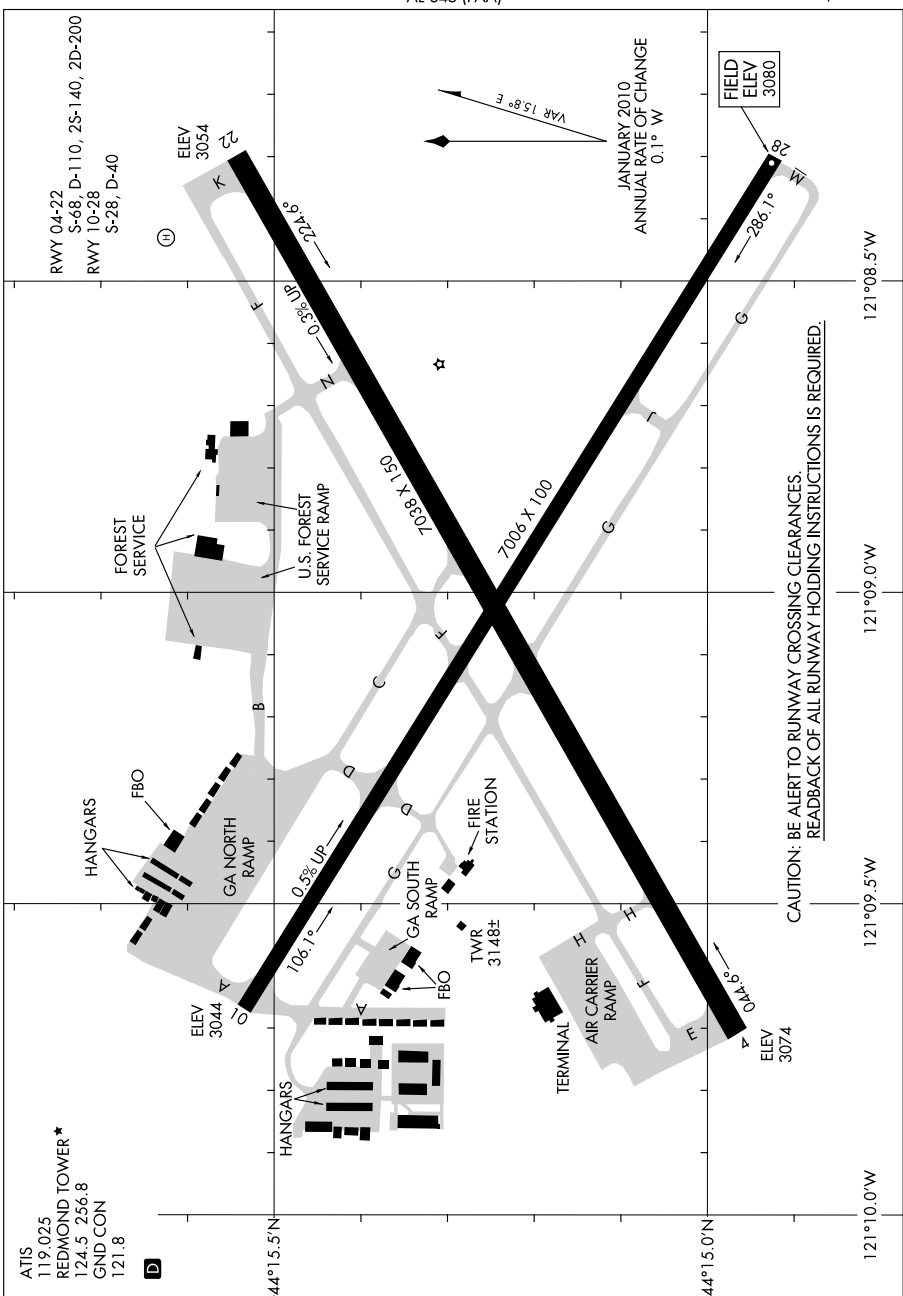 AL-543 (FAA)
ATIS
119.025
REDMOND TOWER★
124.5 256.8
GND CON
121.8
D
RWY 04-22
S-68, D-110, 2S-140, 2D-200
RWY 10-28
S-28, D-40
H
ELEV
3054
22
K
224.6°
0.3% UP
F
N
VAR 15.8° E
JANUARY 2010
ANNUAL RATE OF CHANGE
0.1° W
FIELD
ELEV
3080
28
M
286.1°
G
J
G
7038 X 150
7006 X 100
FOREST
SERVICE
U.S. FOREST
SERVICE RAMP
B
C
F
D
D
HANGARS
FBO
GA NORTH
RAMP
0.5% UP
106.1°
A
10
ELEV
3044
G
GA SOUTH
RAMP
FIRE
STATION
TWR
3148±
FBO
A
HANGARS
TERMINAL
AIR CARRIER
RAMP
H
H
F
E
4
044.6°
ELEV
3074
CAUTION: BE ALERT TO RUNWAY CROSSING CLEARANCES.
READBACK OF ALL RUNWAY HOLDING INSTRUCTIONS IS REQUIRED.
44°15.5'N
44°15.0'N
121°10.0'W
121°09.5'W
121°09.0'W
121°08.5'W